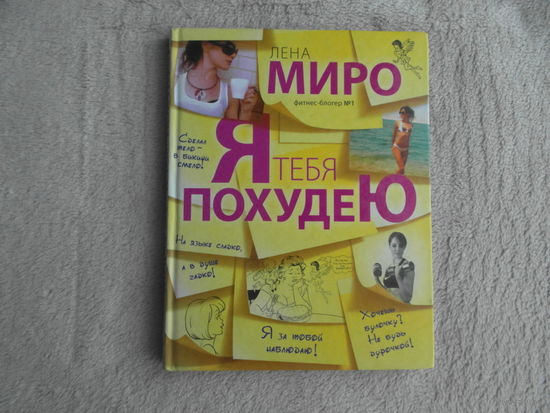 ЛЕНА
МИРО
фитнес-блогер №1
Я ТЕБЯ
ПОХУДЕЮ
Сделал
тело –
в бикини
смело!
На языке сладко,
а в душе
гадко!
Я за тобой
наблюдаю!
Хочешь
булочку?
Не будь
дурочкой!